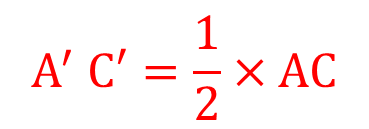 A′ C′ = 1/2 × AC